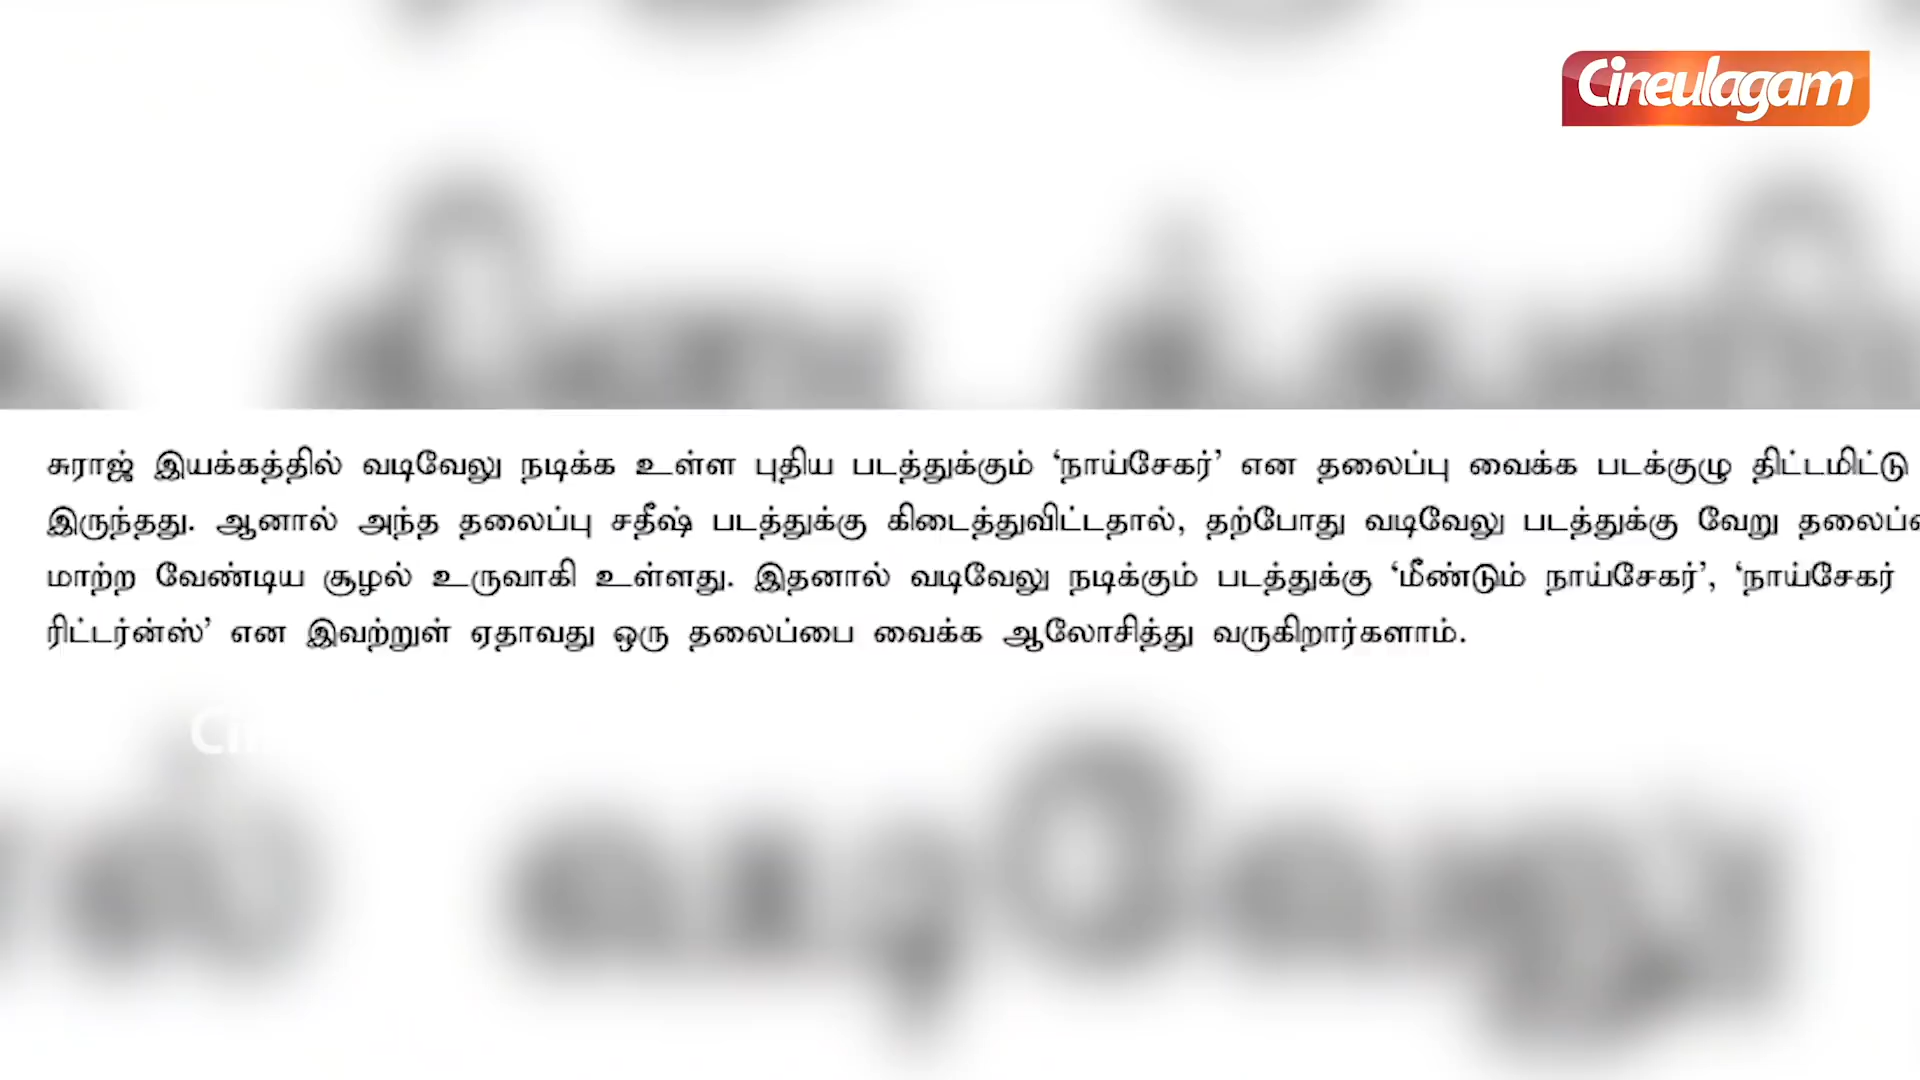 Cineulagam
சுராஜ் இயக்கத்தில் வடிவேலு நடிக்க உள்ள புதிய படத்துக்கும் ‘நாய்சேகர்’ என தலைப்பு வைக்க படக்குழு திட்டமிட்டு
இருந்தது. ஆனால் அந்த தலைப்பு சதீஷ் படத்துக்கு கிடைத்துவிட்டதால், தற்போது வடிவேலு படத்துக்கு வேறு
மாற்ற வேண்டிய சூழல் உருவாகி உள்ளது. இதனால் வடிவேலு நடிக்கும் படத்துக்கு ‘மீண்டும் நாய்சேகர்’, ‘நாய்சேகர்
ரிட்டர்ன்ஸ்’ என இவற்றுள் ஏதாவது ஒரு தலைப்பை வைக்க ஆலோசித்து வருகிறார்களாம்.